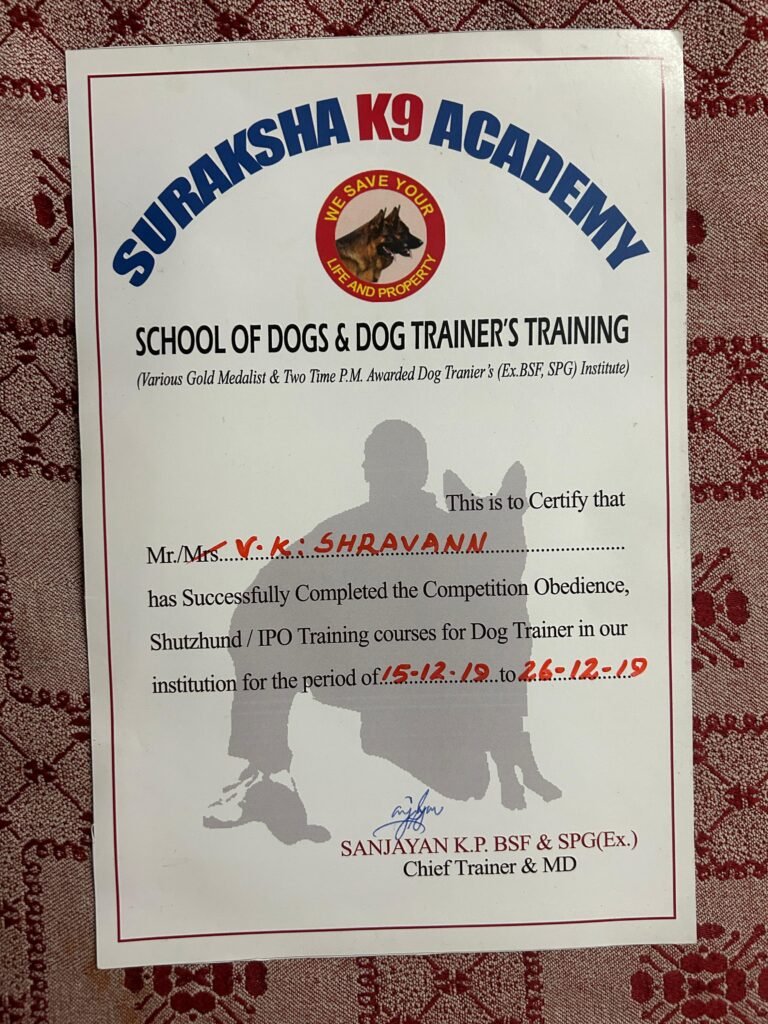 SURAKSHA K9 ACADEMY
WE SAVE YOUR
LIFE AND PROPERTY
SCHOOL OF DOGS & DOG TRAINER'S TRAINING
(Various Gold Medalist & Two Time P.M. Awarded Dog Tranier's (Ex.BSF, SPG) Institute)
This is to Certify that
Mr./Mrs. V.K. SHRAVANN
has Successfully Completed the Competition Obedience,
Shutzhund / IPO Training courses for Dog Trainer in our
institution for the period of 15-12-19 to 26-12-19
SANJAYAN K.P. BSF & SPG(Ex.)
Chief Trainer & MD